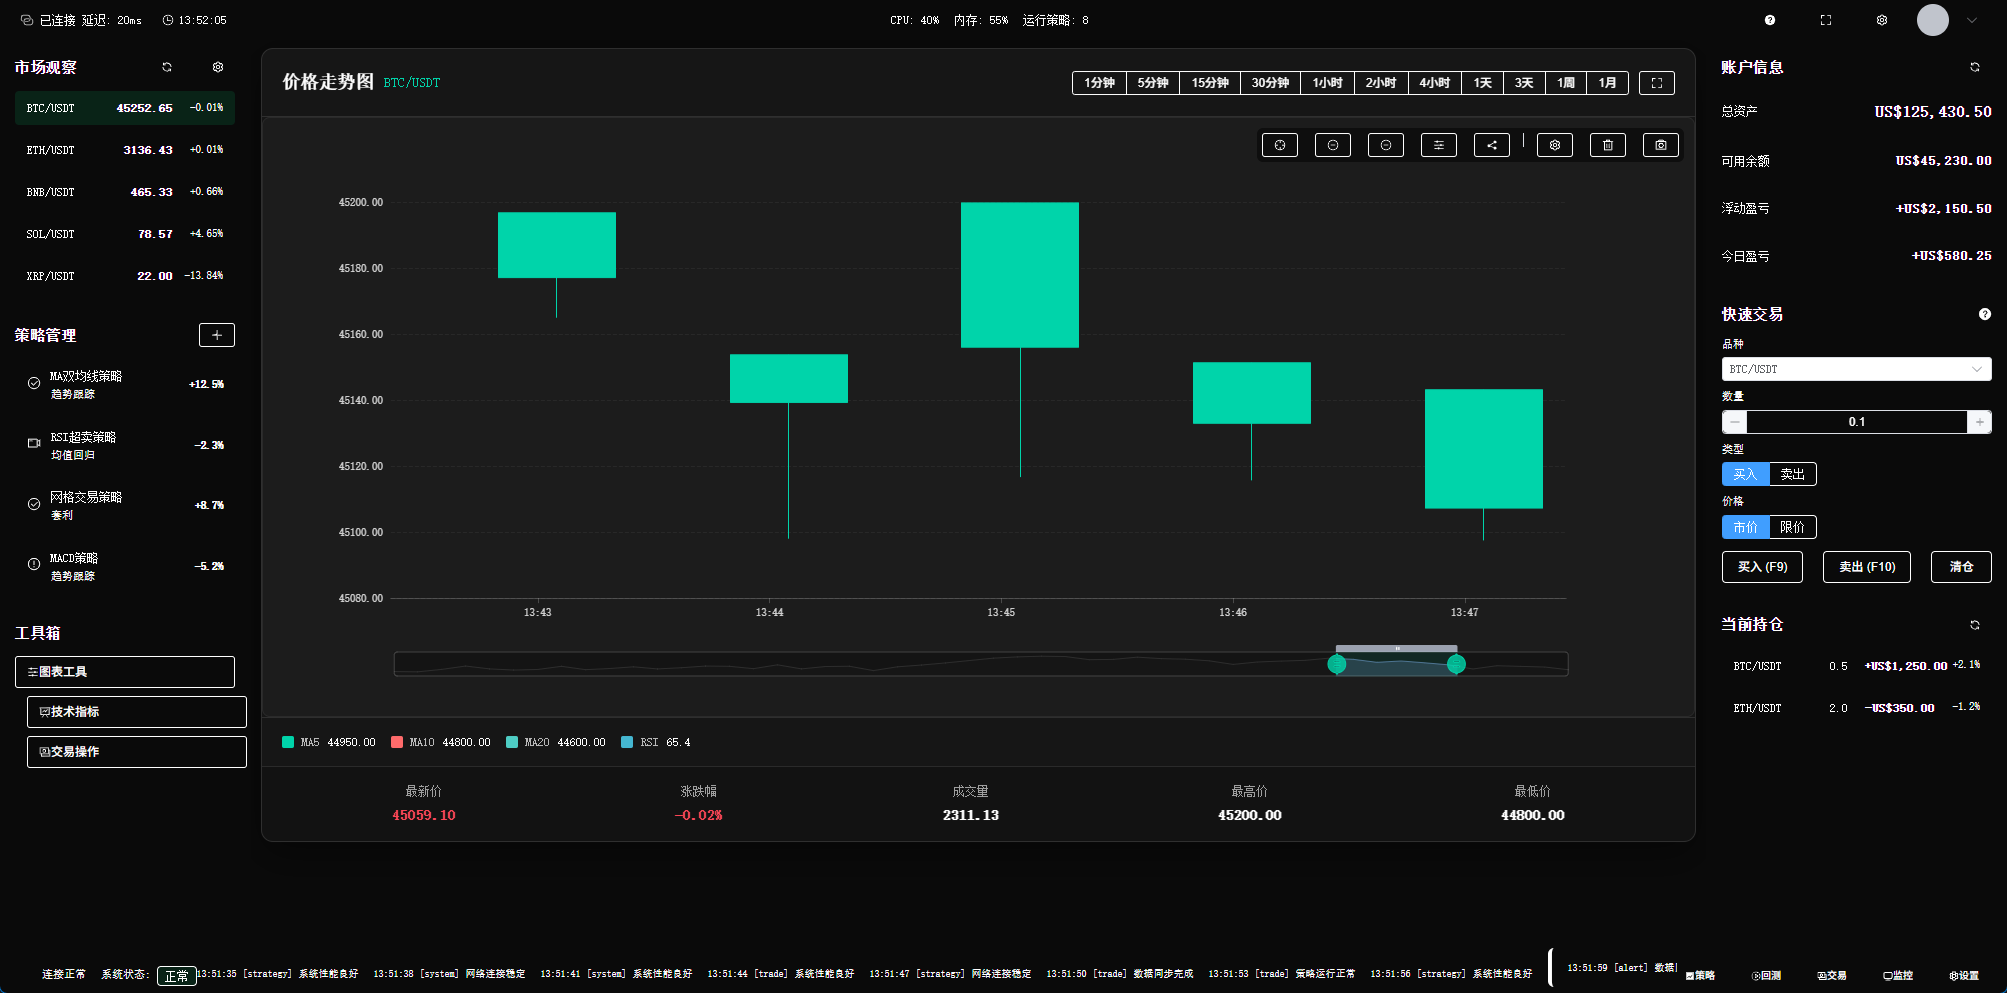 已连接 延迟: 20ms 13:52:05
CPU: 40% 内存: 55% 运行策略: 8
市场观察
BTC/USDT 45252.65 -0.01%
ETH/USDT 3136.43 +0.01%
BNB/USDT 465.33 +0.66%
SOL/USDT 78.57 +4.65%
XRP/USDT 22.00 -13.84%
策略管理
MA双均线策略
趋势跟踪
+12.5%
RSI超卖策略
均值回归
-2.3%
网格交易策略
套利
+8.7%
MACD策略
趋势跟踪
-5.2%
工具箱
图表工具
技术指标
交易操作
价格走势图 BTC/USDT
1分钟 5分钟 15分钟 30分钟 1小时 2小时 4小时 1天 3天 1周 1月
45200.00
45180.00
45160.00
45140.00
45120.00
45100.00
45080.00
13:43 13:44 13:45 13:46 13:47
MA5 44950.00 MA10 44800.00 MA20 44600.00 RSI 65.4
最新价 涨跌幅 成交量 最高价 最低价
45059.10 -0.02% 2311.13 45200.00 44800.00
账户信息
总资产 US$125,430.50
可用余额 US$45,230.00
浮动盈亏 +US$2,150.50
今日盈亏 +US$580.25
快速交易
品种
BTC/USDT
数量
0.1
类型
买入 卖出
价格
市价 限价
买入 (F9) 卖出 (F10) 清仓
当前持仓
BTC/USDT 0.5 +US$1,250.00 +2.1%
ETH/USDT 2.0 -US$350.00 -1.2%
连接正常 系统状态: 正常 13:51:35 [strategy] 系统性能良好 13:51:38 [system] 网络连接稳定 13:51:41 [system] 系统性能良好 13:51:44 [trade] 系统性能良好 13:51:47 [strategy] 网络连接稳定 13:51:50 [trade] 数据同步完成 13:51:53 [trade] 策略运行正常 13:51:56 [strategy] 系统性能良好 13:51:59 [alert] 数据 策略 回测 交易 监控 设置